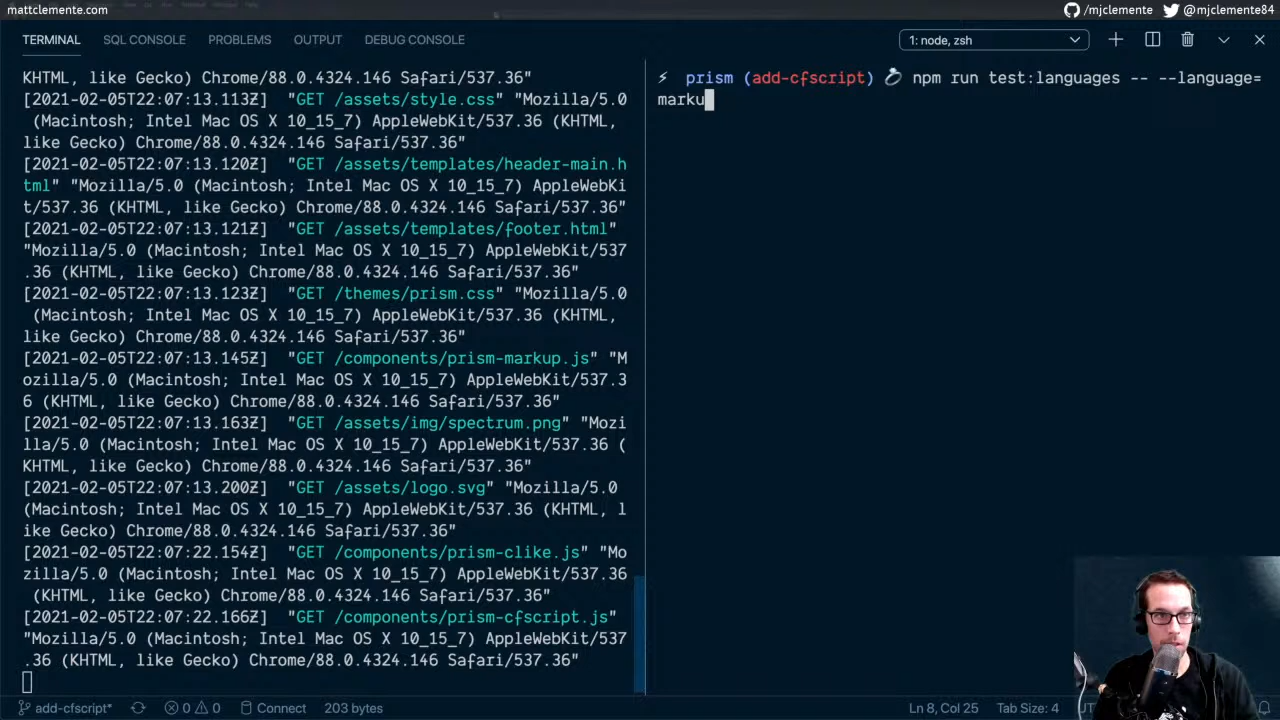 mattclemente.com
/mjclemente @mjclemente84
TERMINAL SQL CONSOLE PROBLEMS OUTPUT DEBUG CONSOLE
1: node, zsh
KHTML, like Gecko) Chrome/88.0.4324.146 Safari/537.36"
[2021-02-05T22:07:13.113Z]  "GET /assets/style.css" "Mozilla/5.0
 (Macintosh; Intel Mac OS X 10_15_7) AppleWebKit/537.36 (KHTML,
like Gecko) Chrome/88.0.4324.146 Safari/537.36"
[2021-02-05T22:07:13.120Z]  "GET /assets/templates/header-main.h
tml" "Mozilla/5.0 (Macintosh; Intel Mac OS X 10_15_7) AppleWebKi
t/537.36 (KHTML, like Gecko) Chrome/88.0.4324.146 Safari/537.36"
[2021-02-05T22:07:13.121Z]  "GET /assets/templates/footer.html"
"Mozilla/5.0 (Macintosh; Intel Mac OS X 10_15_7) AppleWebKit/537
.36 (KHTML, like Gecko) Chrome/88.0.4324.146 Safari/537.36"
[2021-02-05T22:07:13.123Z]  "GET /themes/prism.css" "Mozilla/5.0
 (Macintosh; Intel Mac OS X 10_15_7) AppleWebKit/537.36 (KHTML,
like Gecko) Chrome/88.0.4324.146 Safari/537.36"
[2021-02-05T22:07:13.145Z]  "GET /components/prism-markup.js" "M
ozilla/5.0 (Macintosh; Intel Mac OS X 10_15_7) AppleWebKit/537.3
6 (KHTML, like Gecko) Chrome/88.0.4324.146 Safari/537.36"
[2021-02-05T22:07:13.163Z]  "GET /assets/img/spectrum.png" "Mozi
lla/5.0 (Macintosh; Intel Mac OS X 10_15_7) AppleWebKit/537.36 (
KHTML, like Gecko) Chrome/88.0.4324.146 Safari/537.36"
[2021-02-05T22:07:13.200Z]  "GET /assets/logo.svg" "Mozilla/5.0
(Macintosh; Intel Mac OS X 10_15_7) AppleWebKit/537.36 (KHTML, l
ike Gecko) Chrome/88.0.4324.146 Safari/537.36"
[2021-02-05T22:07:22.154Z]  "GET /components/prism-clike.js" "Mo
zilla/5.0 (Macintosh; Intel Mac OS X 10_15_7) AppleWebKit/537.36
 (KHTML, like Gecko) Chrome/88.0.4324.146 Safari/537.36"
[2021-02-05T22:07:22.166Z]  "GET /components/prism-cfscript.js"
"Mozilla/5.0 (Macintosh; Intel Mac OS X 10_15_7) AppleWebKit/537
.36 (KHTML, like Gecko) Chrome/88.0.4324.146 Safari/537.36"
⚡ prism (add-cfscript) 💍 npm run test:languages -- --language=
marku
add-cfscript* 0 0 Connect 203 bytes Ln 8, Col 25 Tab Size: 4